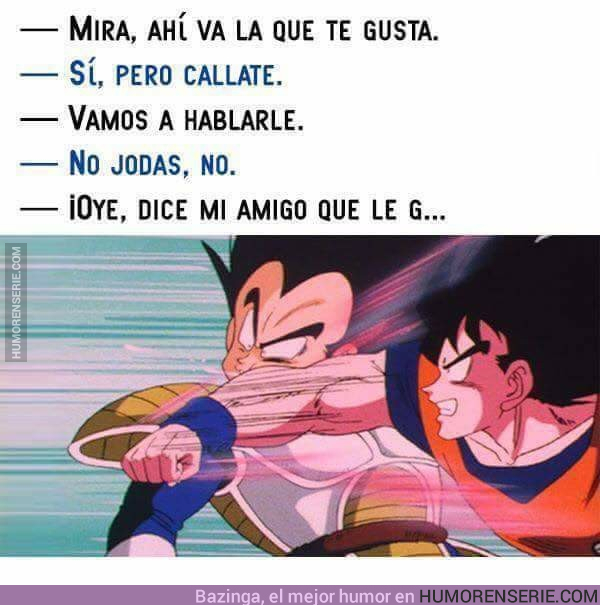 — Mira, ahí va la que te gusta.
— Sí, pero callate.
— Vamos a hablarle.
— No jodas, no.
— ¡Oye, dice mi amigo que le g...
HUMORENSERIE.COM
Bazinga, el mejor humor en HUMORENSERIE.COM